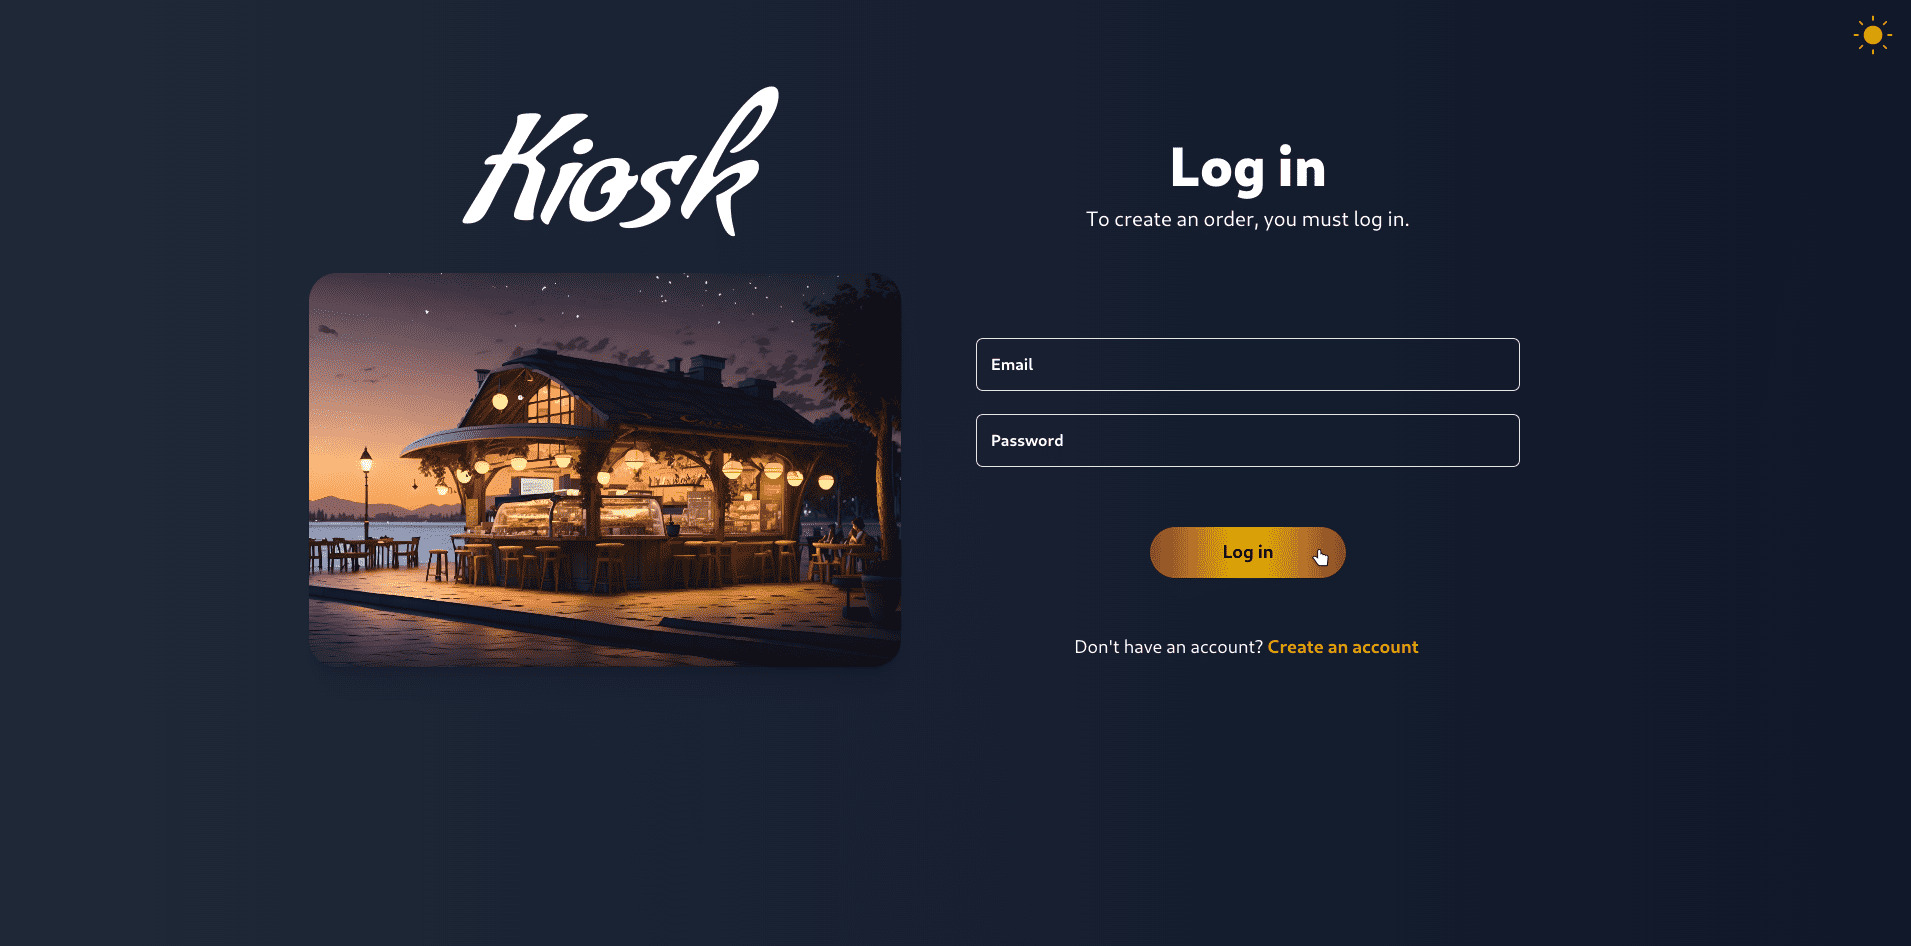 Kiosk
Log in
To create an order, you must log in.
Email
Password
Log in
Don't have an account? Create an account